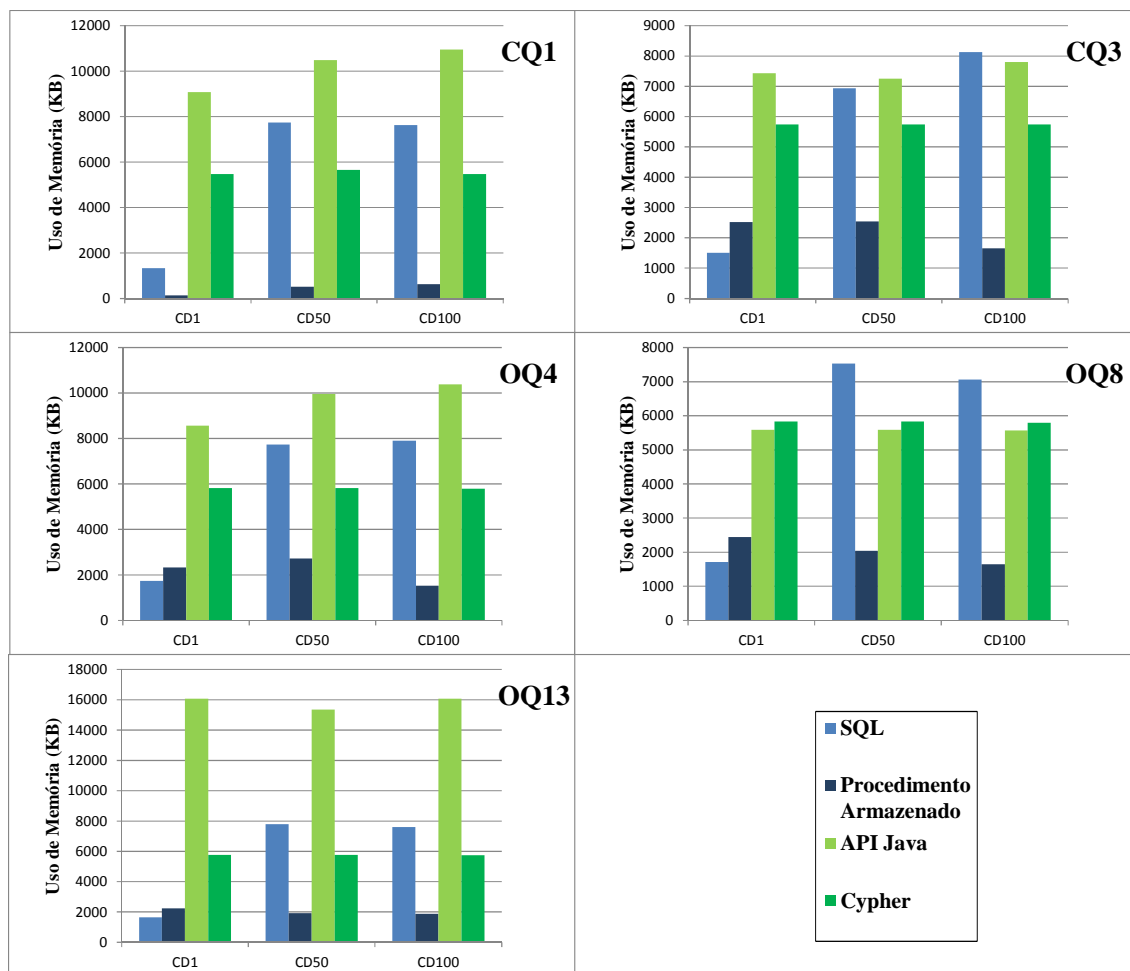 CQ1
Uso de Memória (KB)
12000
10000
8000
6000
4000
2000
0
CD1 CD50 CD100
CQ3
Uso de Memória (KB)
9000
8000
7000
6000
5000
4000
3000
2000
1000
0
CD1 CD50 CD100
OQ4
Uso de Memória (KB)
12000
10000
8000
6000
4000
2000
0
CD1 CD50 CD100
OQ8
Uso de Memória (KB)
8000
7000
6000
5000
4000
3000
2000
1000
0
CD1 CD50 CD100
OQ13
Uso de Memória (KB)
18000
16000
14000
12000
10000
8000
6000
4000
2000
0
CD1 CD50 CD100
SQL
Procedimento
Armazenado
API Java
Cypher